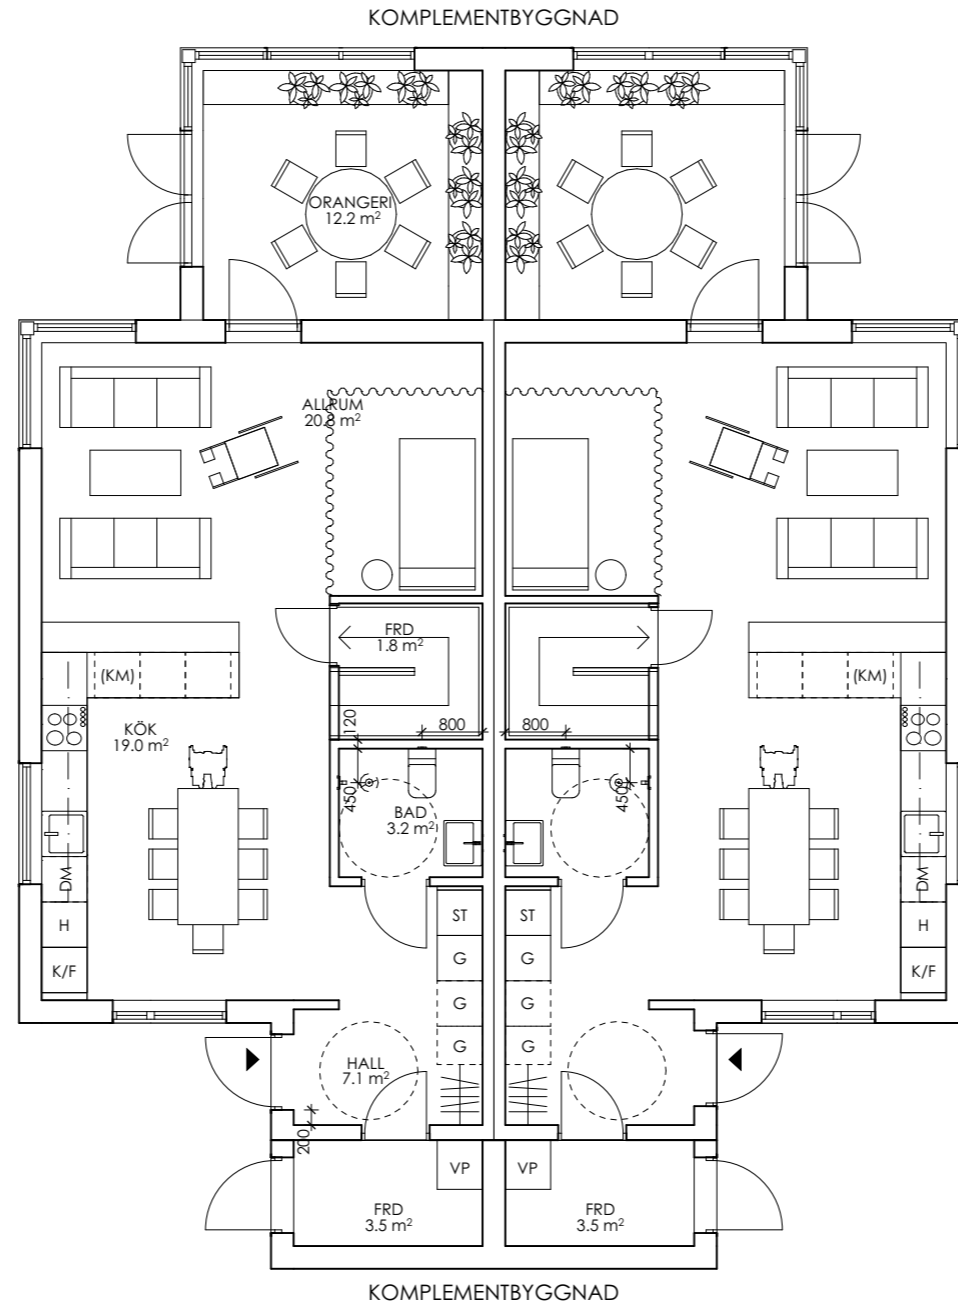 KOMPLEMENTBYGGNAD
ORANGERI
12.2 m²
ALLRUM
20.8 m²
FRD
1.8 m²
(KM)
(KM)
KÖK
19.0 m²
120
800
800
450
450
BAD
3.2 m²
DM
DM
H
ST
ST
H
K/F
G
G
K/F
G
G
G
G
HALL
7.1 m²
200
VP
VP
FRD
3.5 m²
FRD
3.5 m²
KOMPLEMENTBYGGNAD